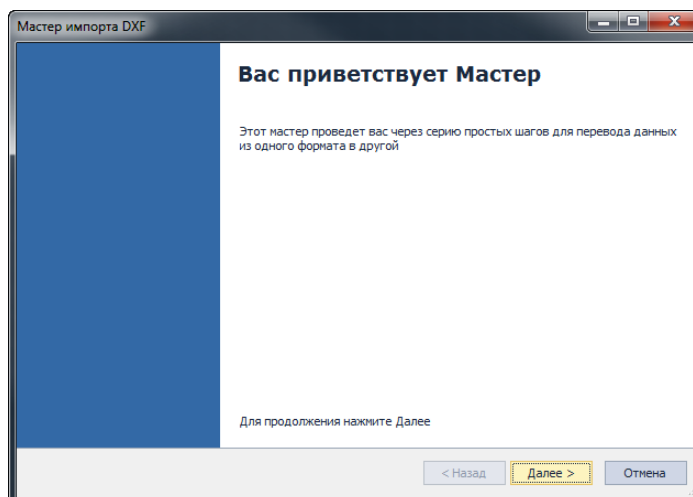 Мастер импорта DXF
Вас приветствует Мастер
Этот мастер проведет вас через серию простых шагов для перевода данных
из одного формата в другой
Для продолжения нажмите Далее
< Назад
Далее >
Отмена